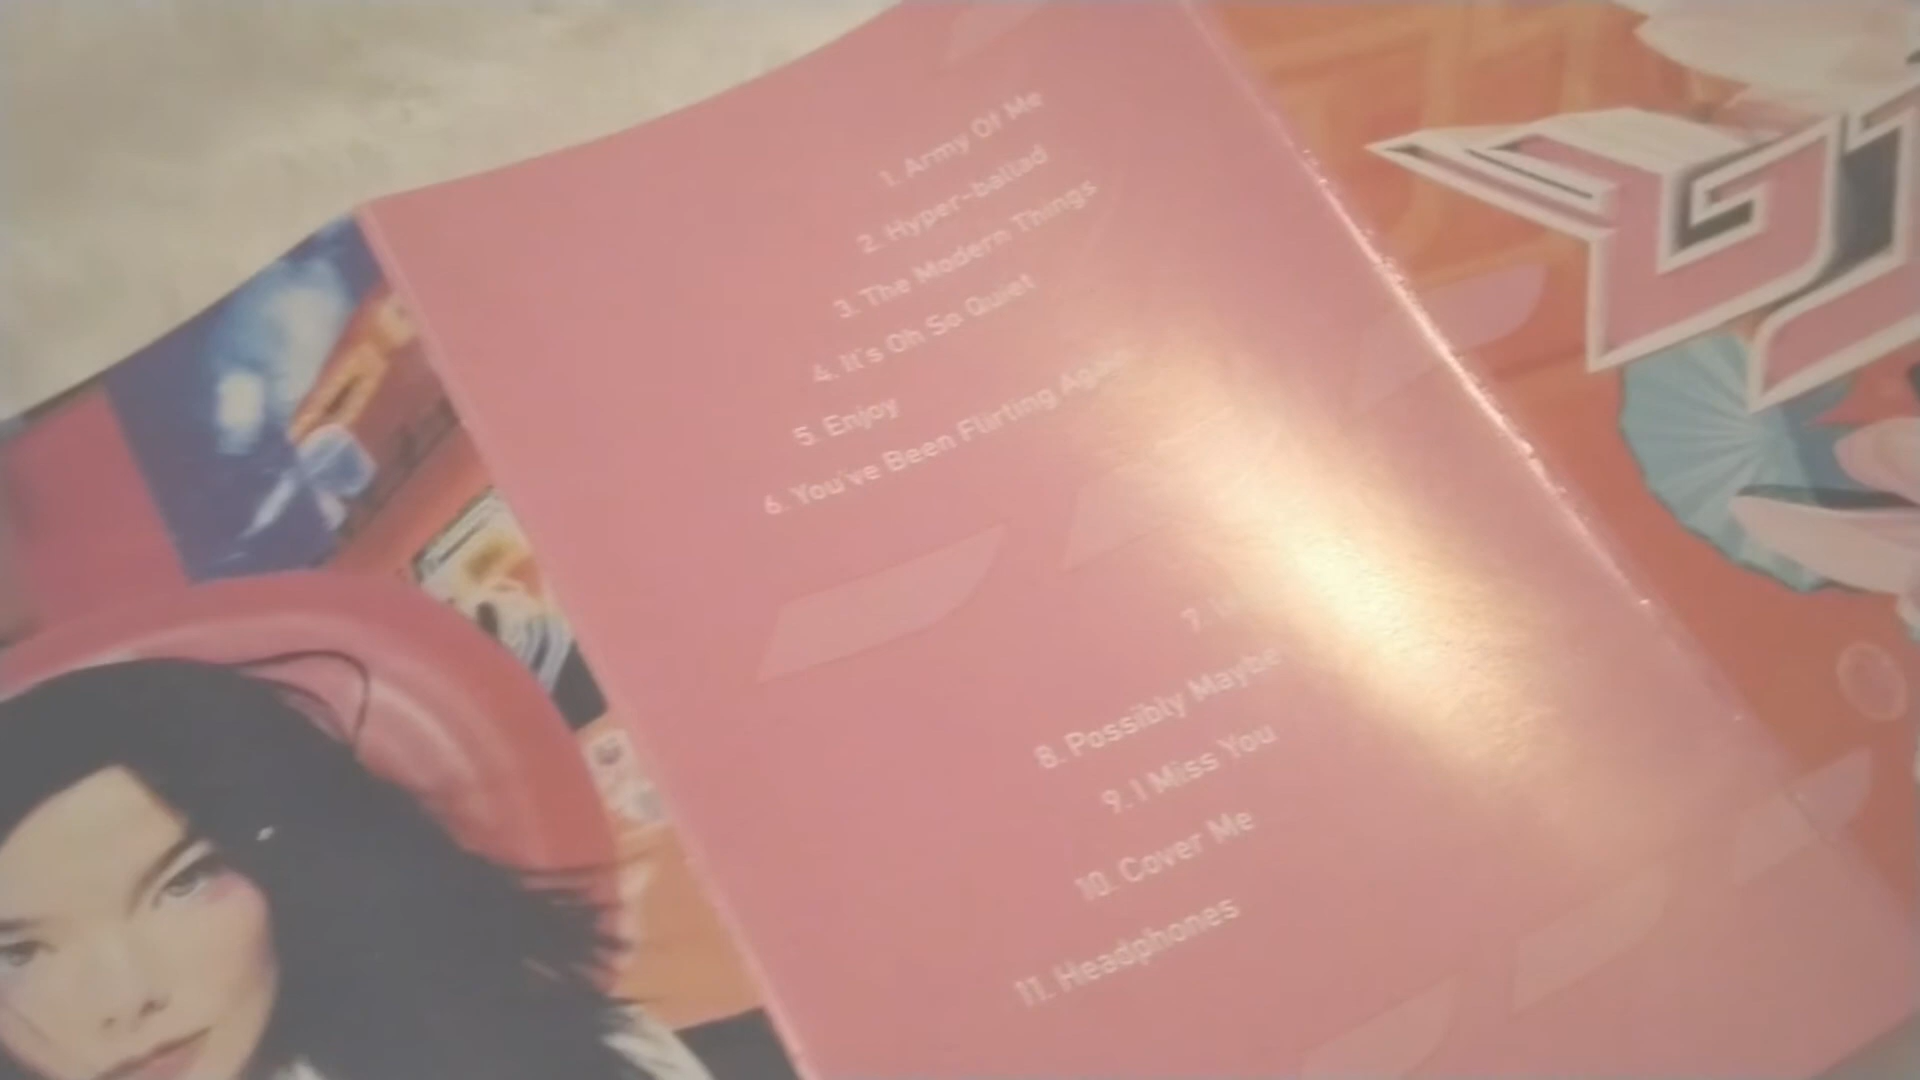 1. Army Of Me
2. Hyper-ballad
3. The Modern Things
4. It's Oh So Quiet
5. Enjoy
6. You've Been Flirting Again
7.
8. Possibly Maybe
9. I Miss You
10. Cover Me
11. Headphones